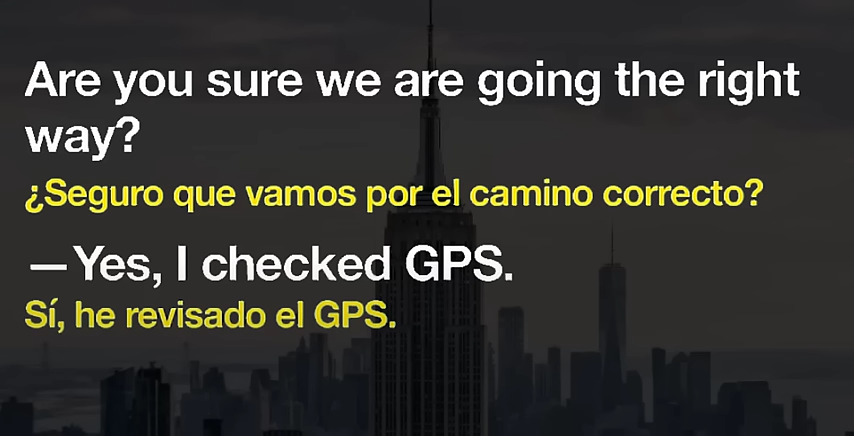 Are you sure we are going the right
way?
¿Seguro que vamos por el camino correcto?
—Yes, I checked GPS.
Sí, he revisado el GPS.